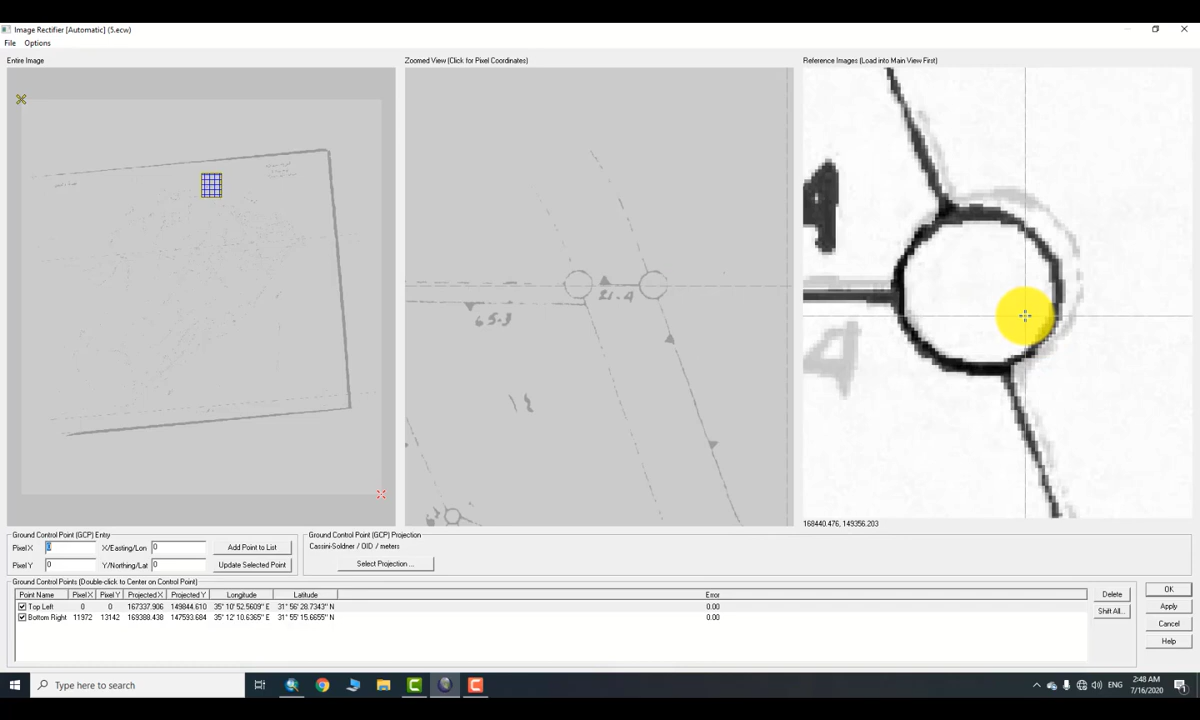 Image Rectifier [Automatic] (5.ecw)
File Options
Entire Image
Zoomed View (Click for Pixel Coordinates)
Reference Images (Load into Main View First)
21.4
65.3
4
4
168440.476, 149356.203
Ground Control Point (GCP) Entry
Pixel X 0 X/Easting/Lon 0 Add Point to List
Pixel Y 0 Y/Northing/Lat 0 Update Selected Point
Ground Control Point (GCP) Projection
Cassini-Soldner / OID / meters
Select Projection ...
Ground Control Points (Double-click to Center on Control Point)
Point Name Pixel X Pixel Y Projected X Projected Y Longitude Latitude Error
Top Left 0 0 167337.906 149844.610 35° 10' 52.5609" E 31° 56' 28.7343" N 0.00
Bottom Right 11972 13142 169388.438 147593.684 35° 12' 10.6365" E 31° 55' 15.6655" N 0.00
Delete
Shift All...
OK
Apply
Cancel
Help
Type here to search
ENG
2:48 AM
7/16/2020
1